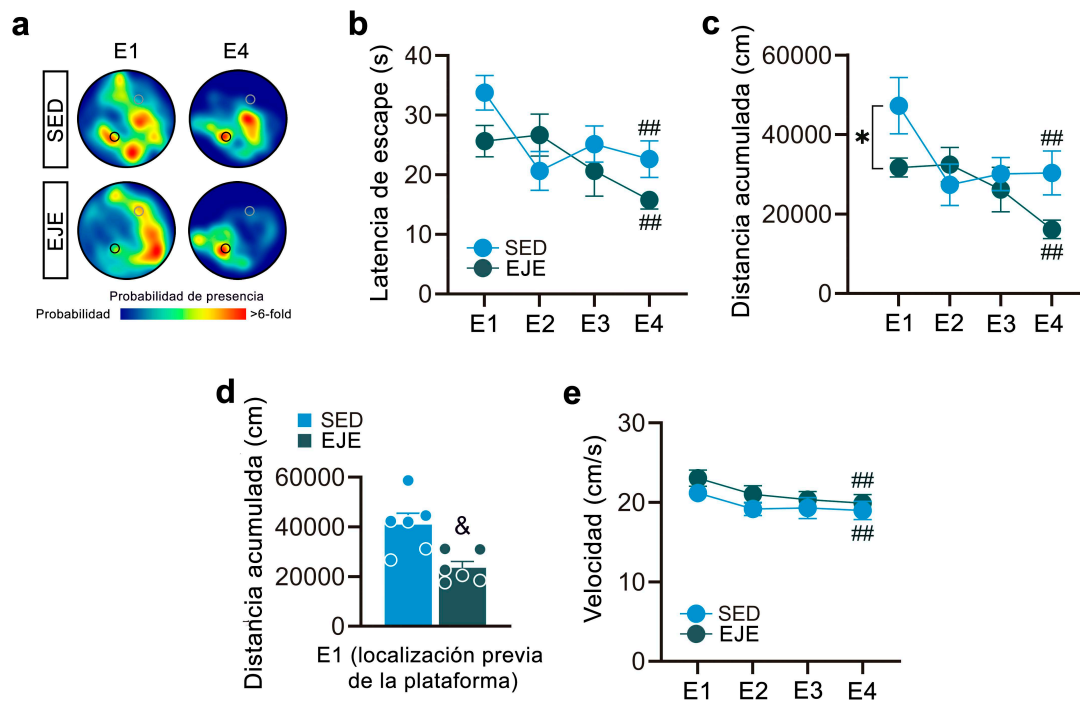 a
E1
E4
SED
EJE
Probabilidad de presencia
Probabilidad
>6-fold
b
Latencia de escape (s)
40
30
20
10
0
##
##
SED
EJE
E1
E2
E3
E4
c
Distancia acumulada (cm)
60000
40000
20000
0
*
##
##
E1
E2
E3
E4
d
SED
EJE
Distancia acumulada (cm)
60000
40000
20000
0
&
E1 (localización previa
de la plataforma)
e
Velocidad (cm/s)
30
20
10
0
##
##
SED
EJE
E1
E2
E3
E4